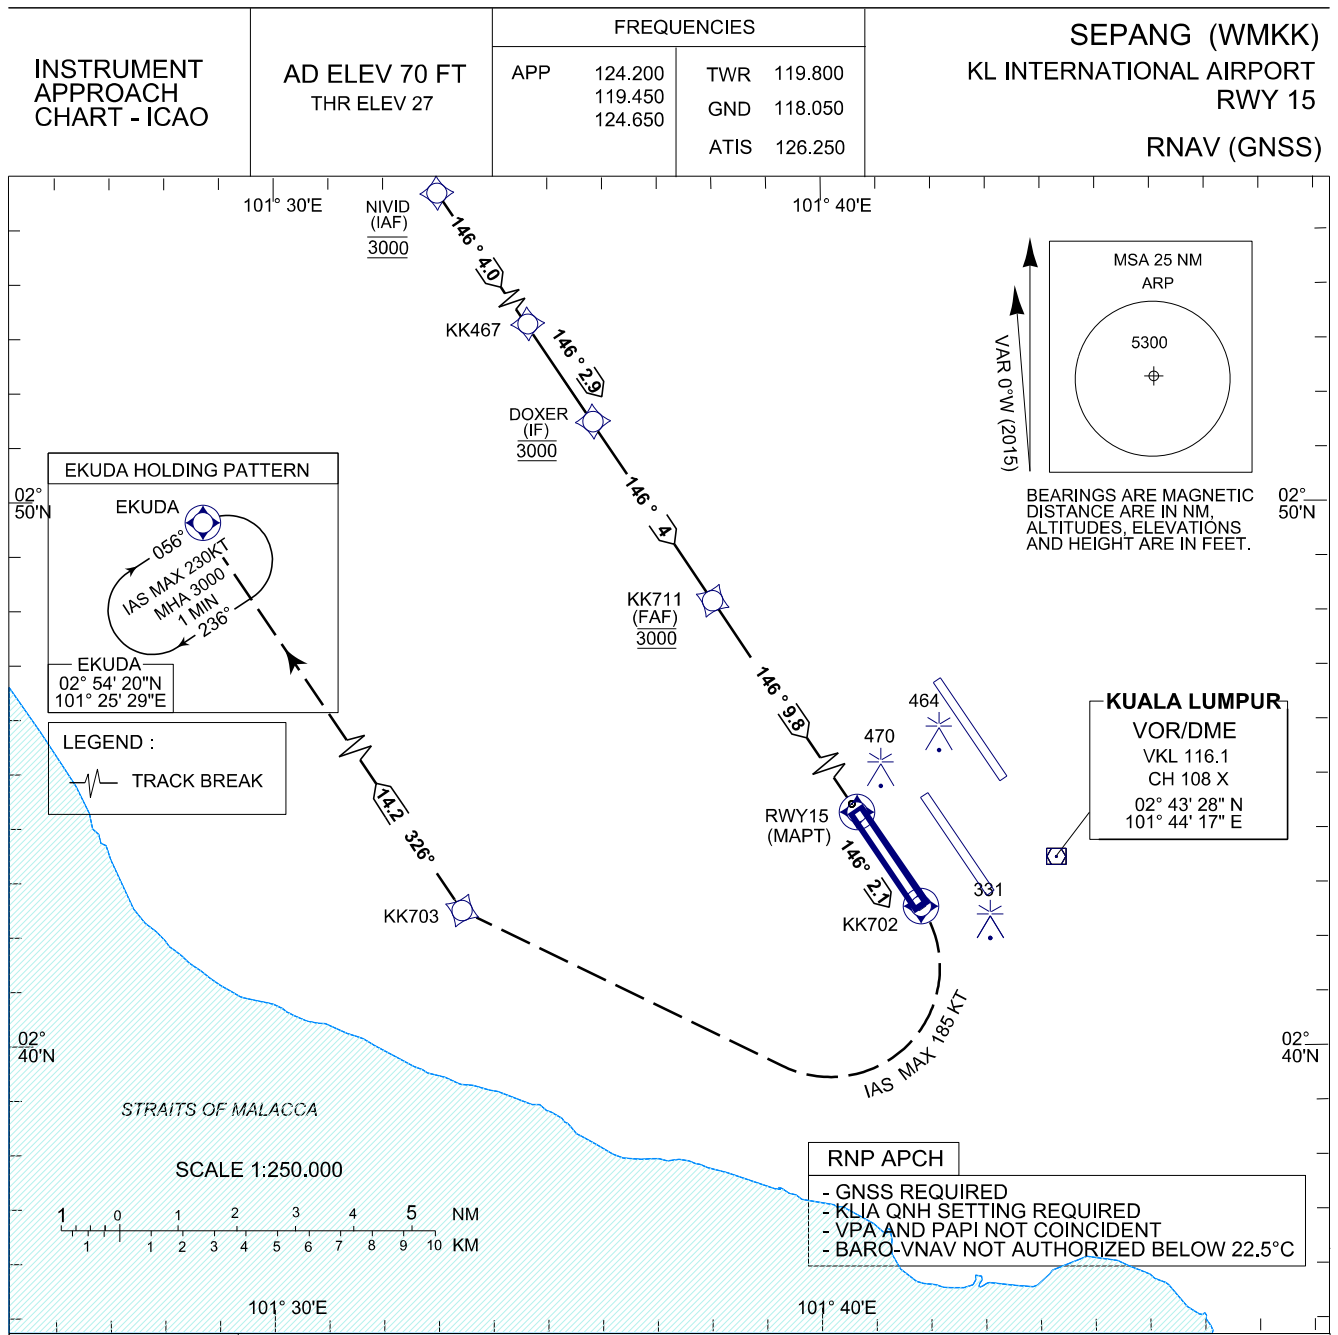 INSTRUMENT
APPROACH
CHART - ICAO
AD ELEV 70 FT
THR ELEV 27
FREQUENCIES
APP 124.200
119.450
124.650
TWR 119.800
GND 118.050
ATIS 126.250
SEPANG (WMKK)
KL INTERNATIONAL AIRPORT
RWY 15
RNAV (GNSS)
101° 30'E
101° 40'E
NIVID
(IAF)
3000
146° 4.0
KK467
146° 2.9
DOXER
(IF)
3000
146° 4
KK711
(FAF)
3000
146° 9.8
VAR 0°W (2015)
MSA 25 NM
ARP
5300
BEARINGS ARE MAGNETIC
DISTANCE ARE IN NM,
ALTITUDES, ELEVATIONS
AND HEIGHT ARE IN FEET.
02°
50'N
02°
50'N
EKUDA HOLDING PATTERN
EKUDA
056°
IAS MAX 230KT
MHA 3000
1 MIN
236°
EKUDA
02° 54' 20"N
101° 25' 29"E
LEGEND :
TRACK BREAK
14.2 326°
KK703
464
470
RWY15
(MAPT)
146° 2.1
KK702
331
KUALA LUMPUR
VOR/DME
VKL 116.1
CH 108 X
02° 43' 28" N
101° 44' 17" E
IAS MAX 185 KT
02°
40'N
02°
40'N
STRAITS OF MALACCA
SCALE 1:250.000
1 0 1 2 3 4 5 NM
1 1 2 3 4 5 6 7 8 9 10 KM
RNP APCH
- GNSS REQUIRED
- KLIA QNH SETTING REQUIRED
- VPA AND PAPI NOT COINCIDENT
- BARO-VNAV NOT AUTHORIZED BELOW 22.5°C
101° 30'E
101° 40'E